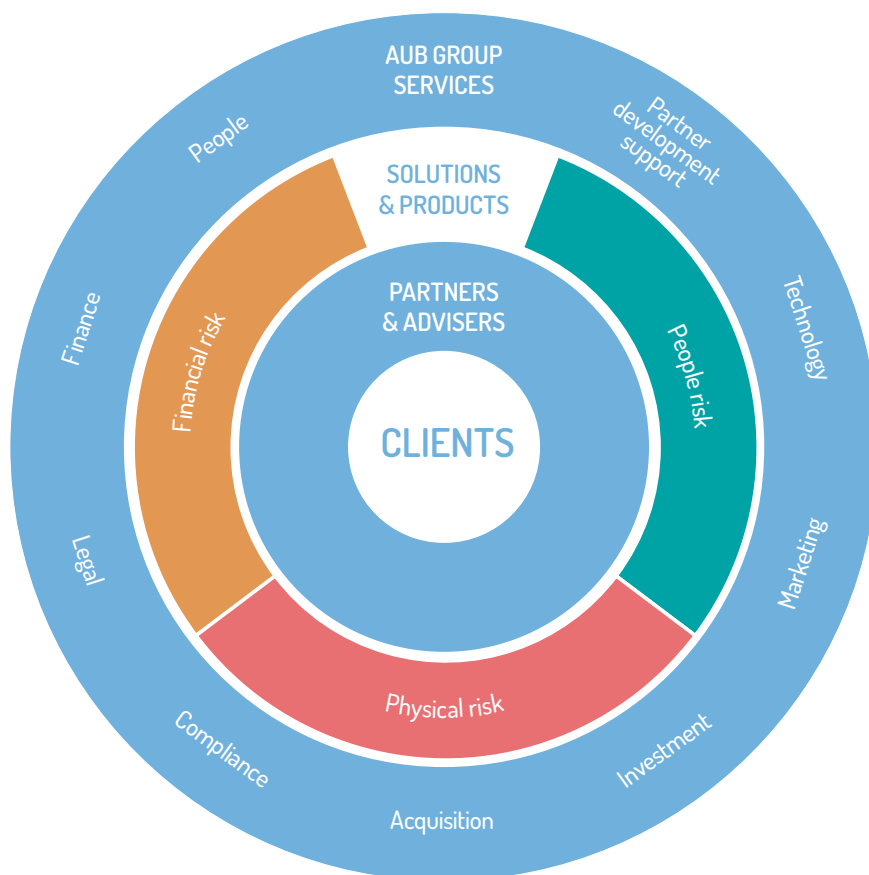 AUB GROUP
SERVICES
Partner
development
support
Technology
Marketing
Investment
Acquisition
Compliance
Legal
Finance
People
SOLUTIONS
& PRODUCTS
People risk
Physical risk
Financial risk
PARTNERS
& ADVISERS
CLIENTS